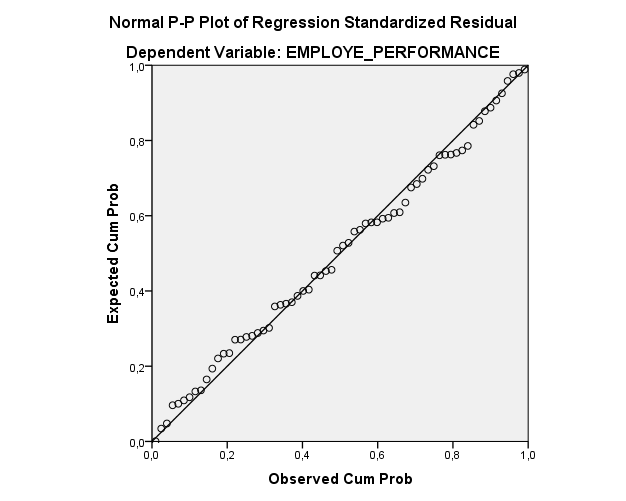 Normal P-P Plot of Regression Standardized Residual
Dependent Variable: EMPLOYE_PERFORMANCE
Expected Cum Prob
1,0
0,8
0,6
0,4
0,2
0,0
0,0 0,2 0,4 0,6 0,8 1,0
Observed Cum Prob